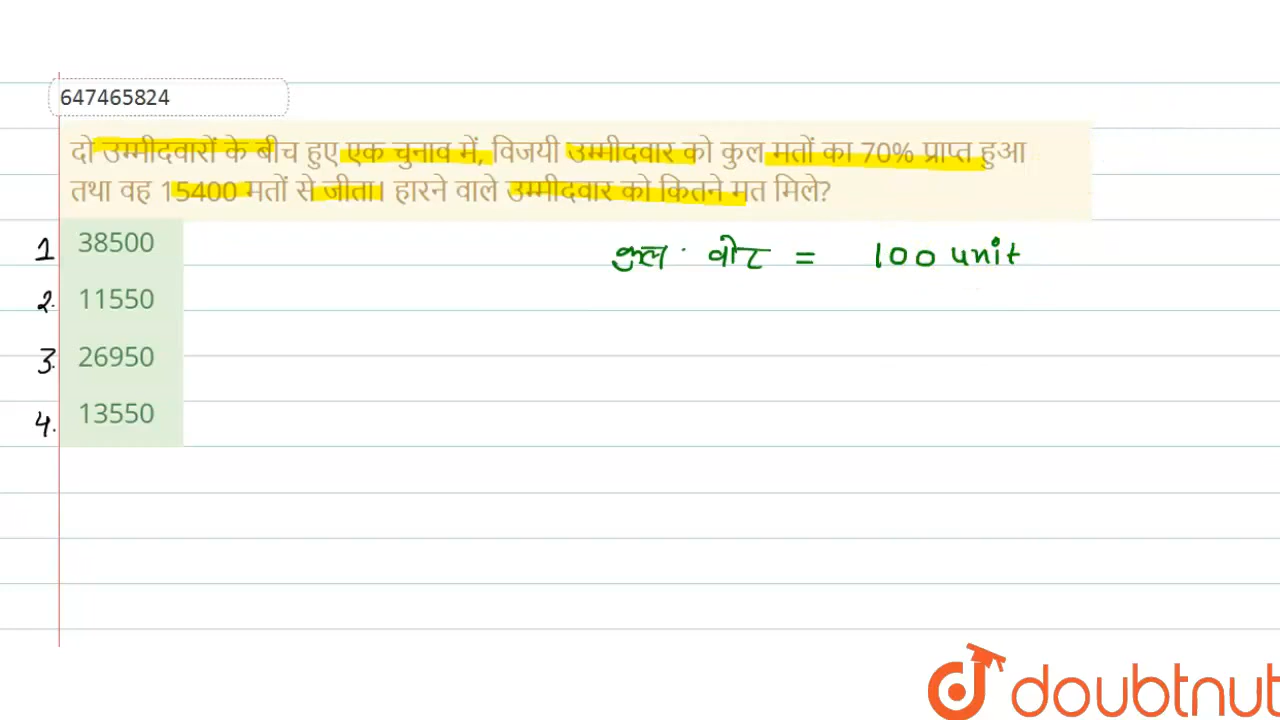 647465824
दो उम्मीदवारों के बीच हुए एक चुनाव में, विजयी उम्मीदवार को कुल मतों का 70% प्राप्त हुआ
तथा वह 15400 मतों से जीता। हारने वाले उम्मीदवार को कितने मत मिले?
1 38500
कुल वोट = 100 unit
2. 11550
3. 26950
4. 13550
doubtnut